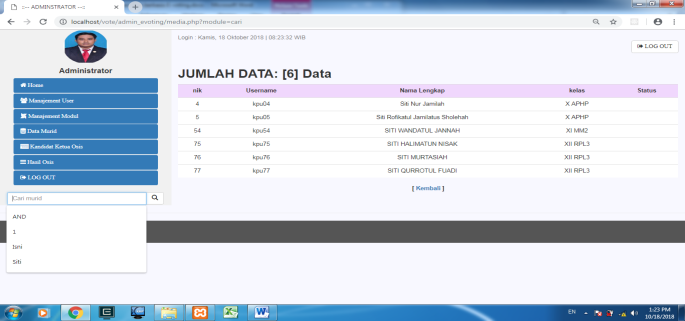 ::-- ADMINSTRATOR --::
localhost/vote/admin_evoting/media.php?module=cari
Login : Kamis, 18 Oktober 2018 | 08:23:32 WIB
LOG OUT
Administrator
Home
Manajement User
Manajement Modul
Data Murid
Kandidat Ketua Osis
Hasil Osis
LOG OUT
Cari murid
AND
1
Isni
Siti
JUMLAH DATA: [6] Data
nik Username Nama Lengkap kelas Status
4 kpu04 Siti Nur Jamilah X APHP
5 kpu05 Siti Rofikatul Jamilatus Sholehah X APHP
54 kpu54 SITI WANDATUL JANNAH XI MM2
75 kpu75 SITI HALIMATUN NISAK XII RPL3
76 kpu76 SITI MURTASIAH XII RPL3
77 kpu77 SITI QURROTUL FUADI XII RPL3
[ Kembali ]
EN
1:23 PM
10/18/2018